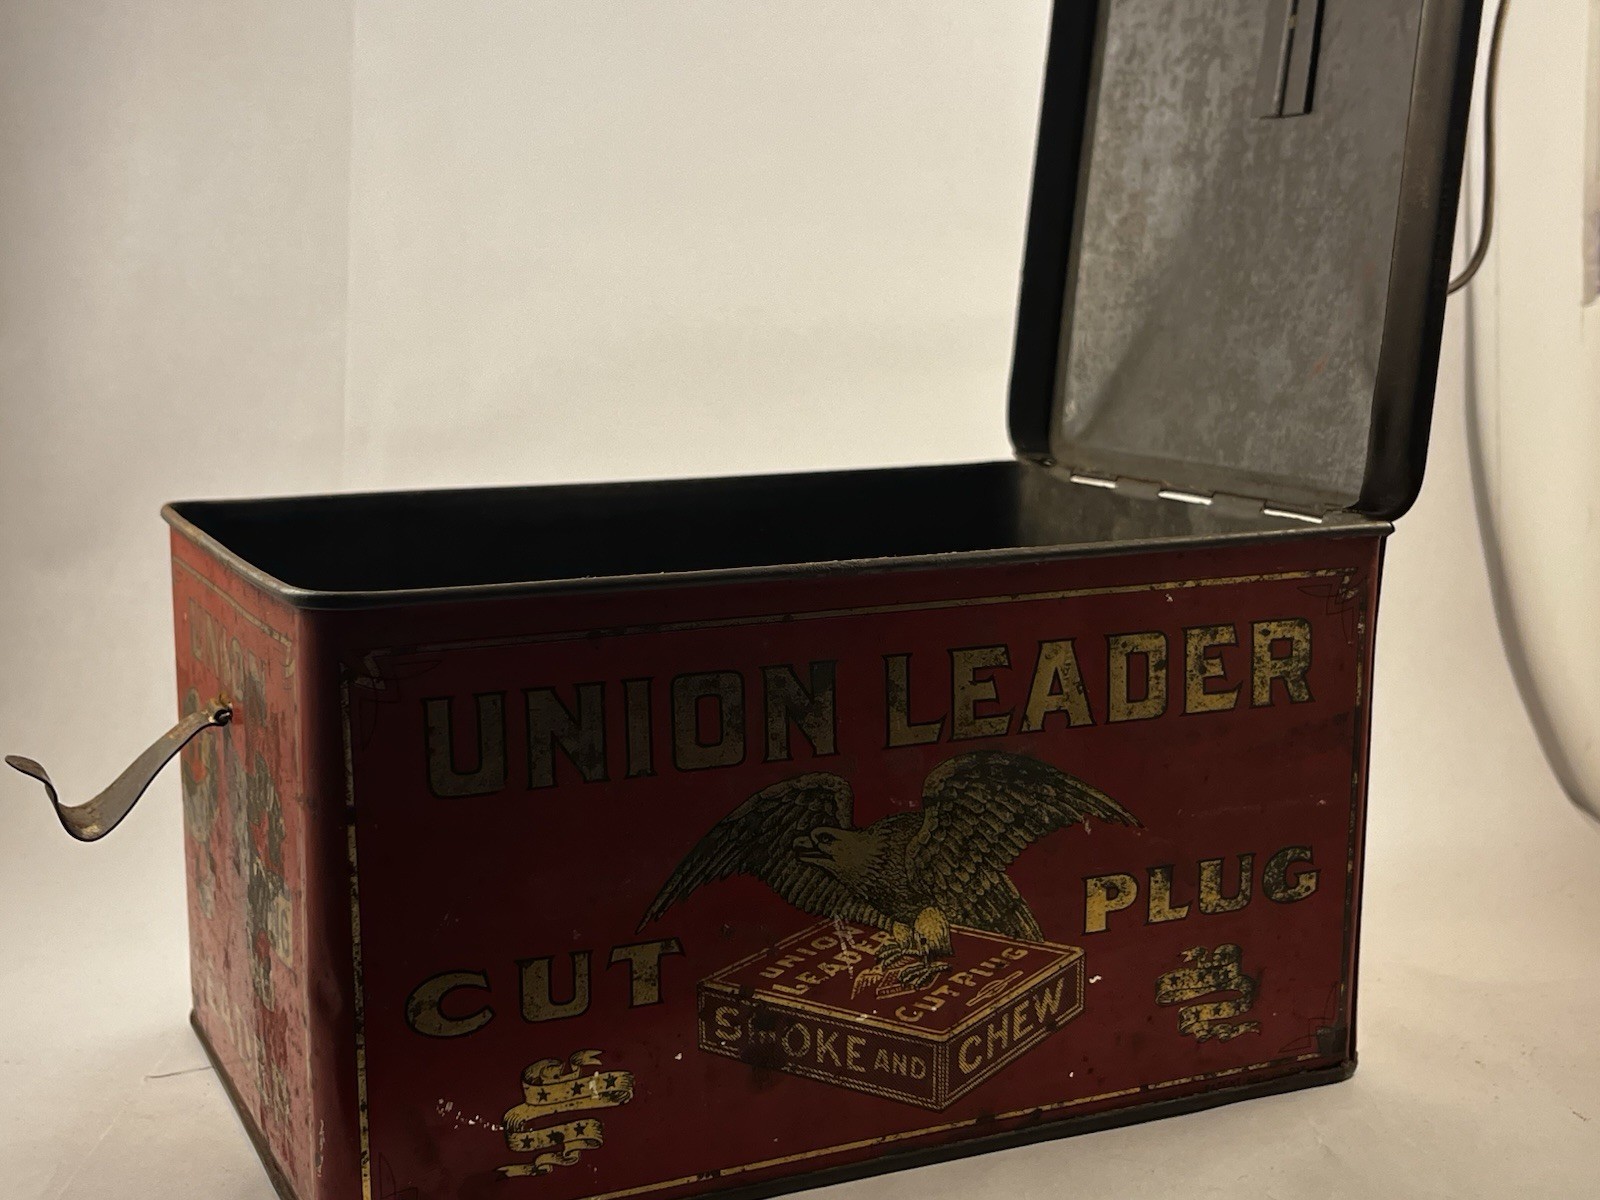 UNION LEADER
CUT PLUG
UNION
LEADER
CUT PLUG
SMOKE AND CHEW